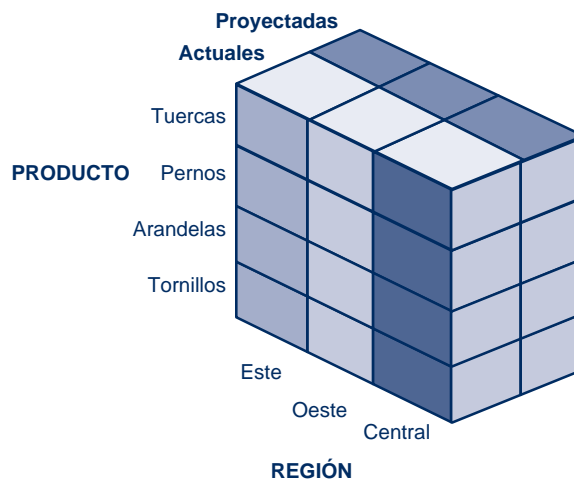 Proyectadas
Actuales
Tuercas
PRODUCTO Pernos
Arandelas
Tornillos
Este
Oeste
Central
REGIÓN